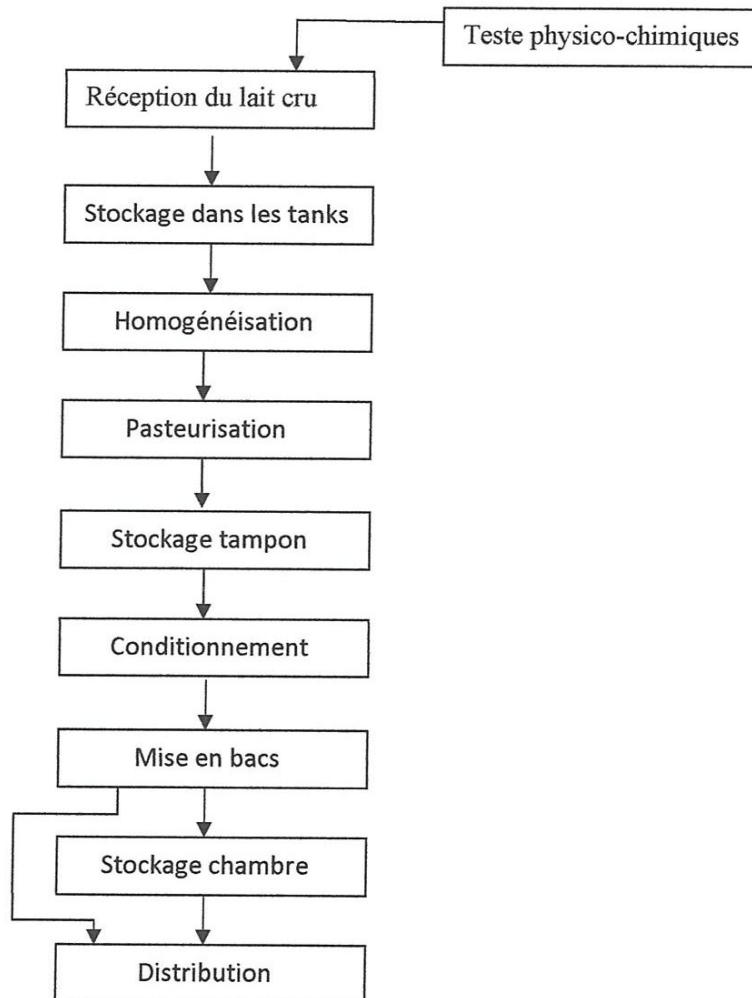 Teste physico-chimiques
Réception du lait cru
Stockage dans les tanks
Homogénéisation
Pasteurisation
Stockage tampon
Conditionnement
Mise en bacs
Stockage chambre
Distribution